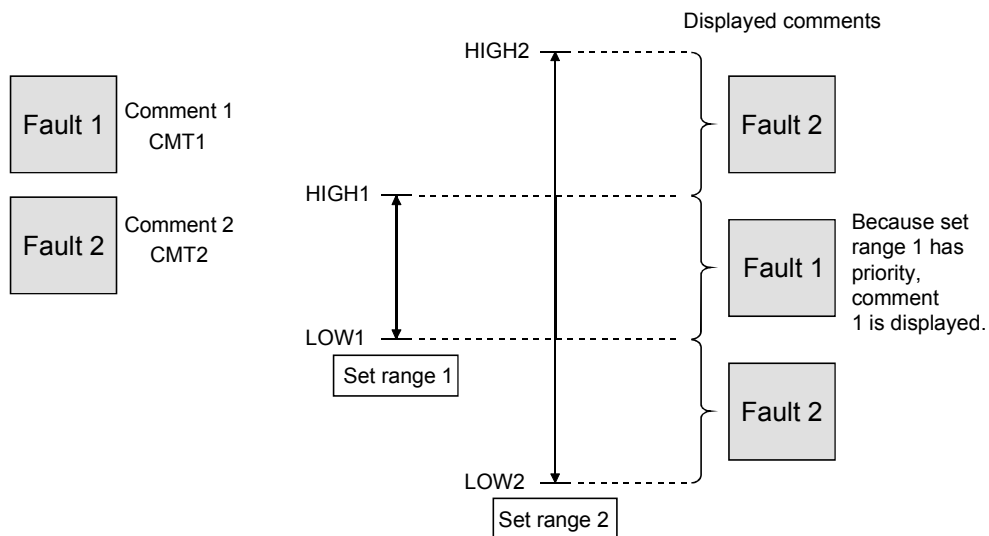 Displayed comments
HIGH2
Fault 1
Comment 1
CMT1
Fault 2
HIGH1
Fault 2
Comment 2
CMT2
Fault 1
Because set
range 1 has
priority,
comment
1 is displayed.
LOW1
Set range 1
Fault 2
LOW2
Set range 2